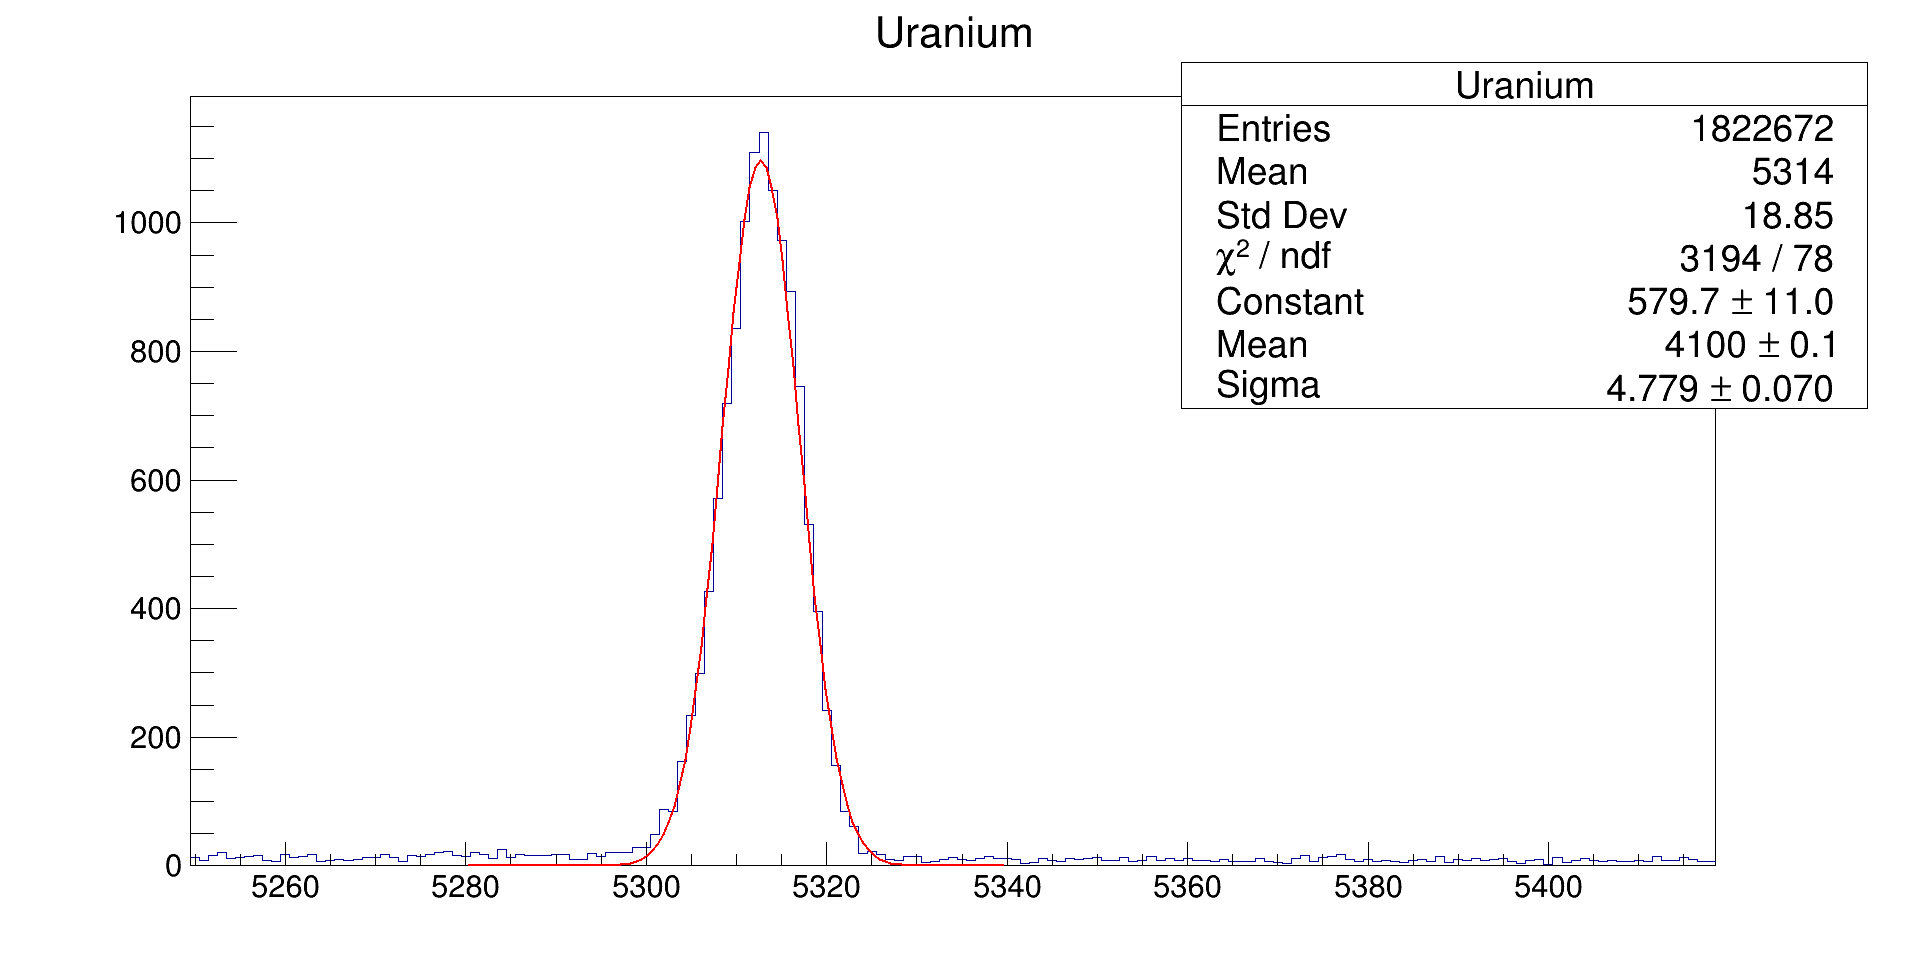 Uranium
Uranium
Entries 1822672
Mean 5314
Std Dev 18.85
χ² / ndf 3194 / 78
Constant 579.7 ± 11.0
Mean 4100 ± 0.1
Sigma 4.779 ± 0.070
1000
800
600
400
200
0
5260 5280 5300 5320 5340 5360 5380 5400